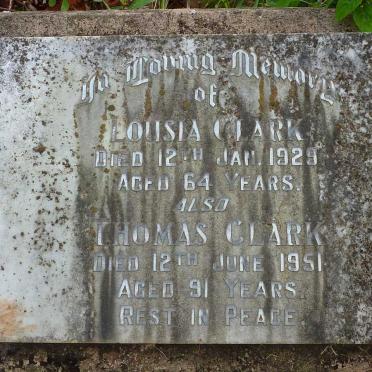 In Loving Memory
of
LOUSIA CLARK
DIED 12TH JAN. 1929
AGED 64 YEARS.
ALSO
THOMAS CLARK
DIED 12TH JUNE 1951
AGED 91 YEARS
REST IN PEACE